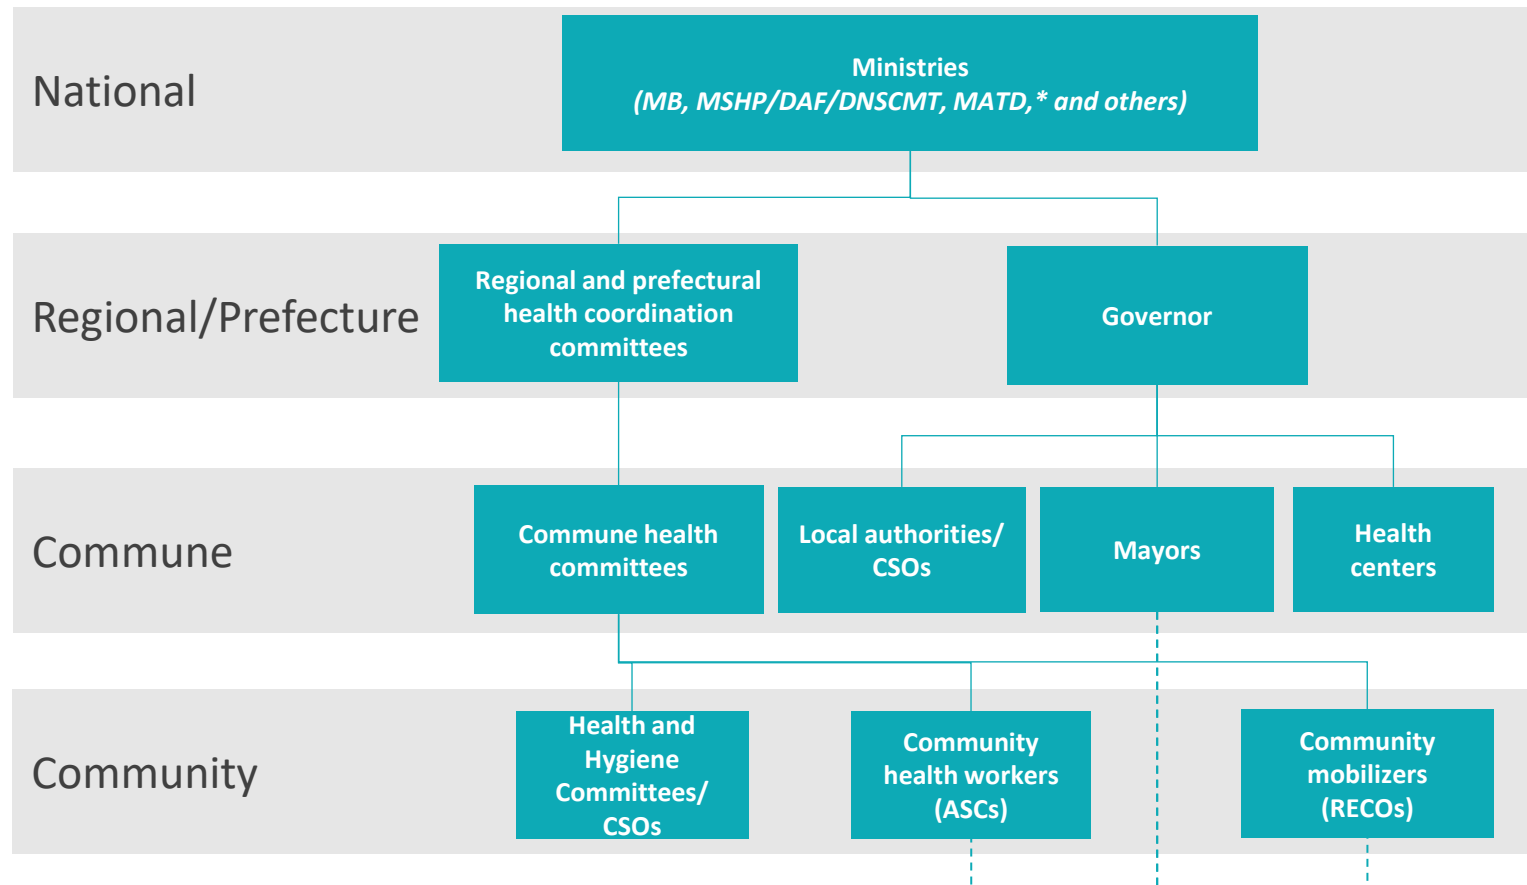 National
Ministries
(MB, MSHP/DAF/DNSCMT, MATD,* and others)
Regional/Prefecture
Regional and prefectural
health coordination
committees
Governor
Commune
Commune health
committees
Local authorities/
CSOs
Mayors
Health
centers
Community
Health and
Hygiene
Committees/
CSOs
Community
health workers
(ASCs)
Community
mobilizers
(RECOs)